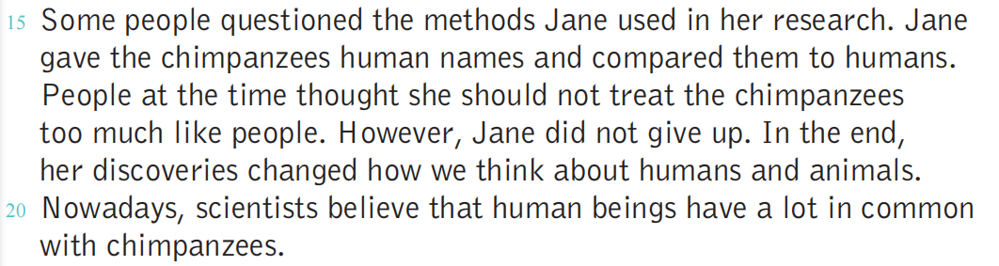 15 Some people questioned the methods Jane used in her research. Jane
gave the chimpanzees human names and compared them to humans.
People at the time thought she should not treat the chimpanzees
too much like people. However, Jane did not give up. In the end,
her discoveries changed how we think about humans and animals.
20 Nowadays, scientists believe that human beings have a lot in common
with chimpanzees.